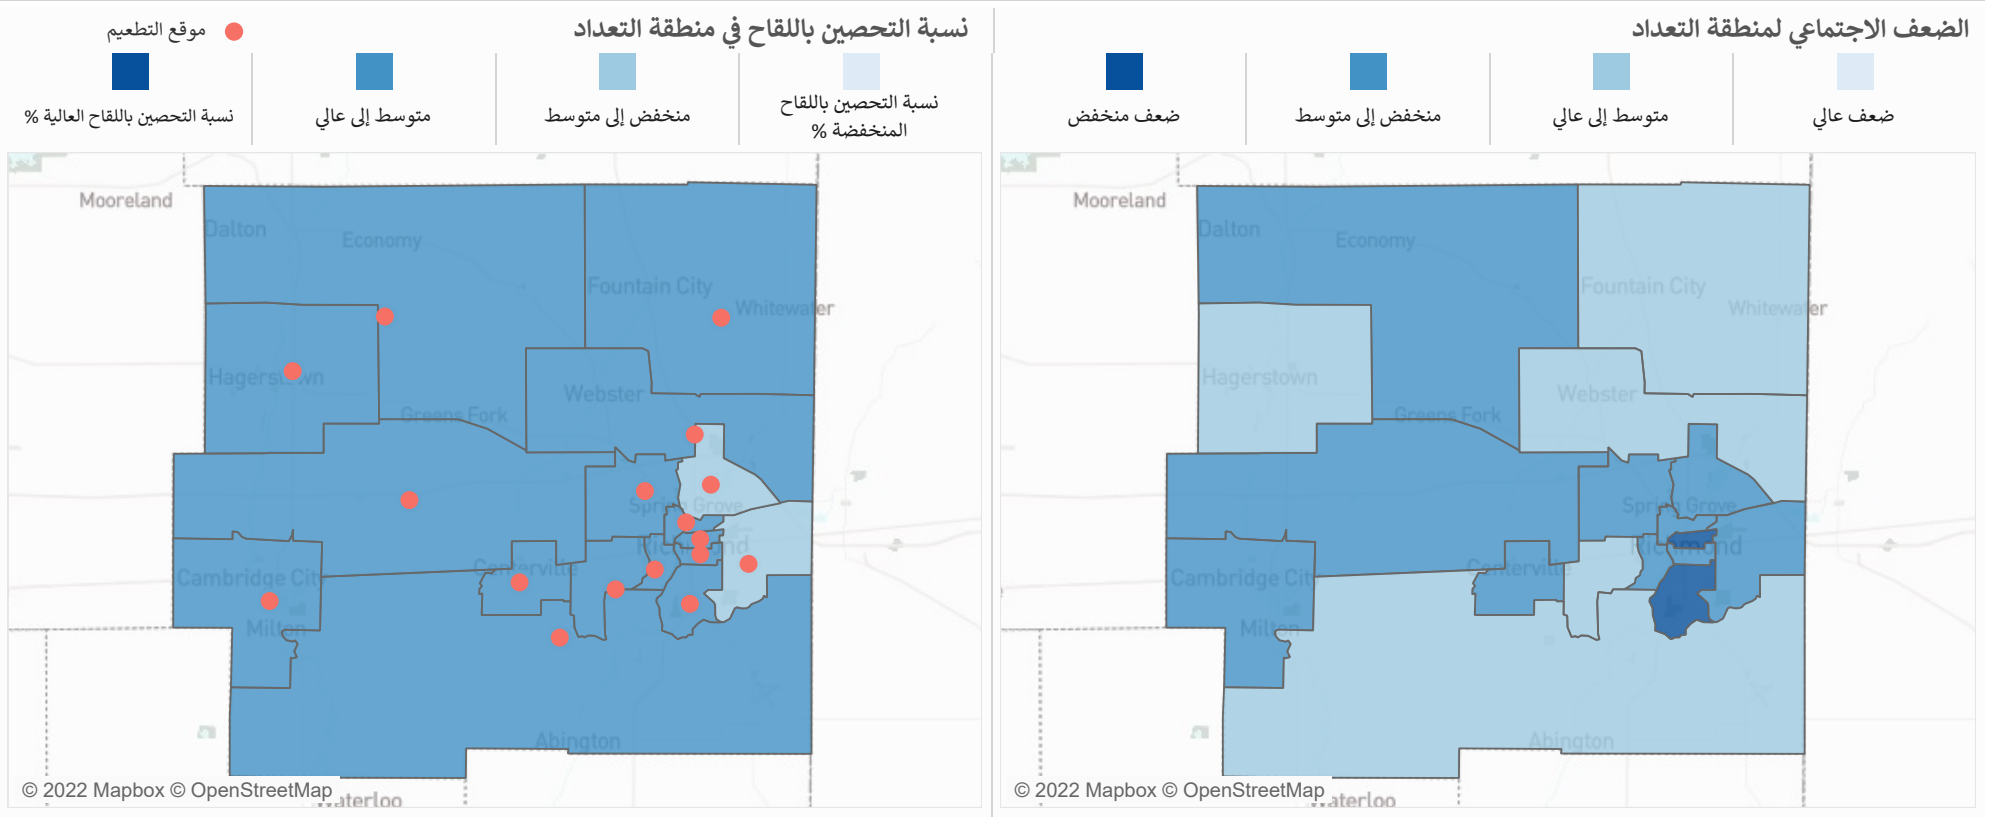 الضعف الاجتماعي لمنطقة التعداد
ضعف عالي
متوسط إلى عالي
منخفض إلى متوسط
ضعف منخفض
Mooreland
Dalton
Economy
Fountain City
Whitewater
Hagerstown
Webster
Greens Fork
Spring Grove
Richmond
Centerville
Cambridge City
Milton
Abington
© 2022 Mapbox © OpenStreetMap
نسبة التحصين باللقاح في منطقة التعداد
موقع التطعيم
نسبة التحصين باللقاح
المنخفضة %
منخفض إلى متوسط
متوسط إلى عالي
نسبة التحصين باللقاح العالية %
Mooreland
Dalton
Economy
Fountain City
Whitewater
Hagerstown
Webster
Greens Fork
Spring Grove
Richmond
Centerville
Cambridge City
Milton
Abington
© 2022 Mapbox © OpenStreetMap